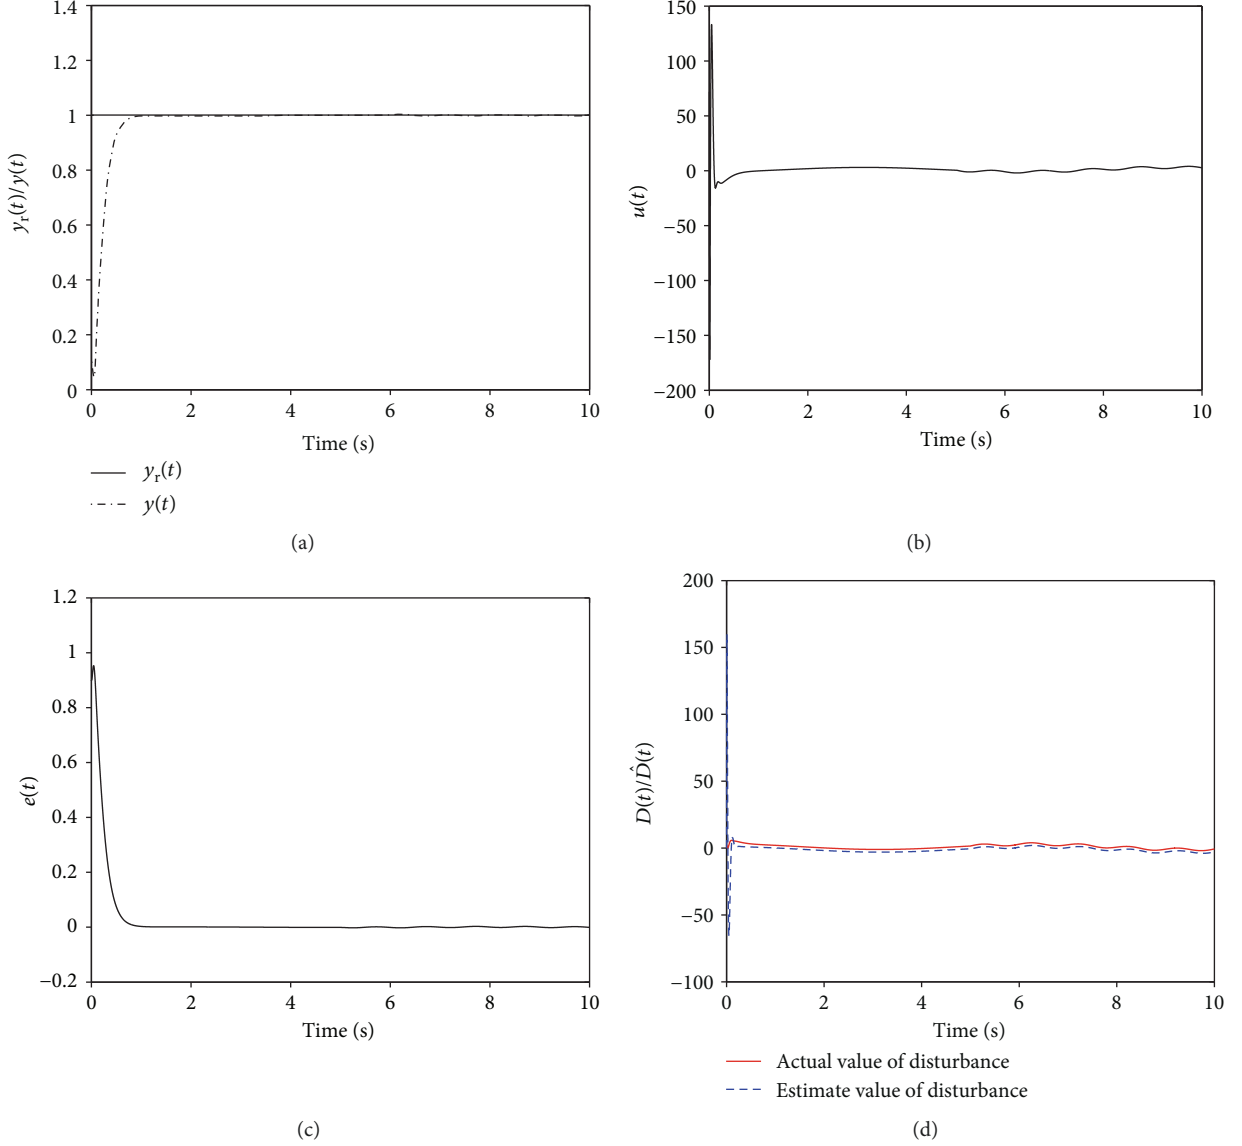 1.4
1.2
1
0.8
0.6
0.4
0.2
0
0 2 4 6 8 10
y_r(t)/y(t)
Time (s)
y_r(t)
y(t)
(a)
150
100
50
0
−50
−100
−150
−200
0 2 4 6 8 10
u(t)
Time (s)
(b)
1.2
1
0.8
0.6
0.4
0.2
0
−0.2
0 2 4 6 8 10
e(t)
Time (s)
(c)
200
150
100
50
0
−50
−100
0 2 4 6 8 10
D(t)/D̂(t)
Time (s)
Actual value of disturbance
Estimate value of disturbance
(d)